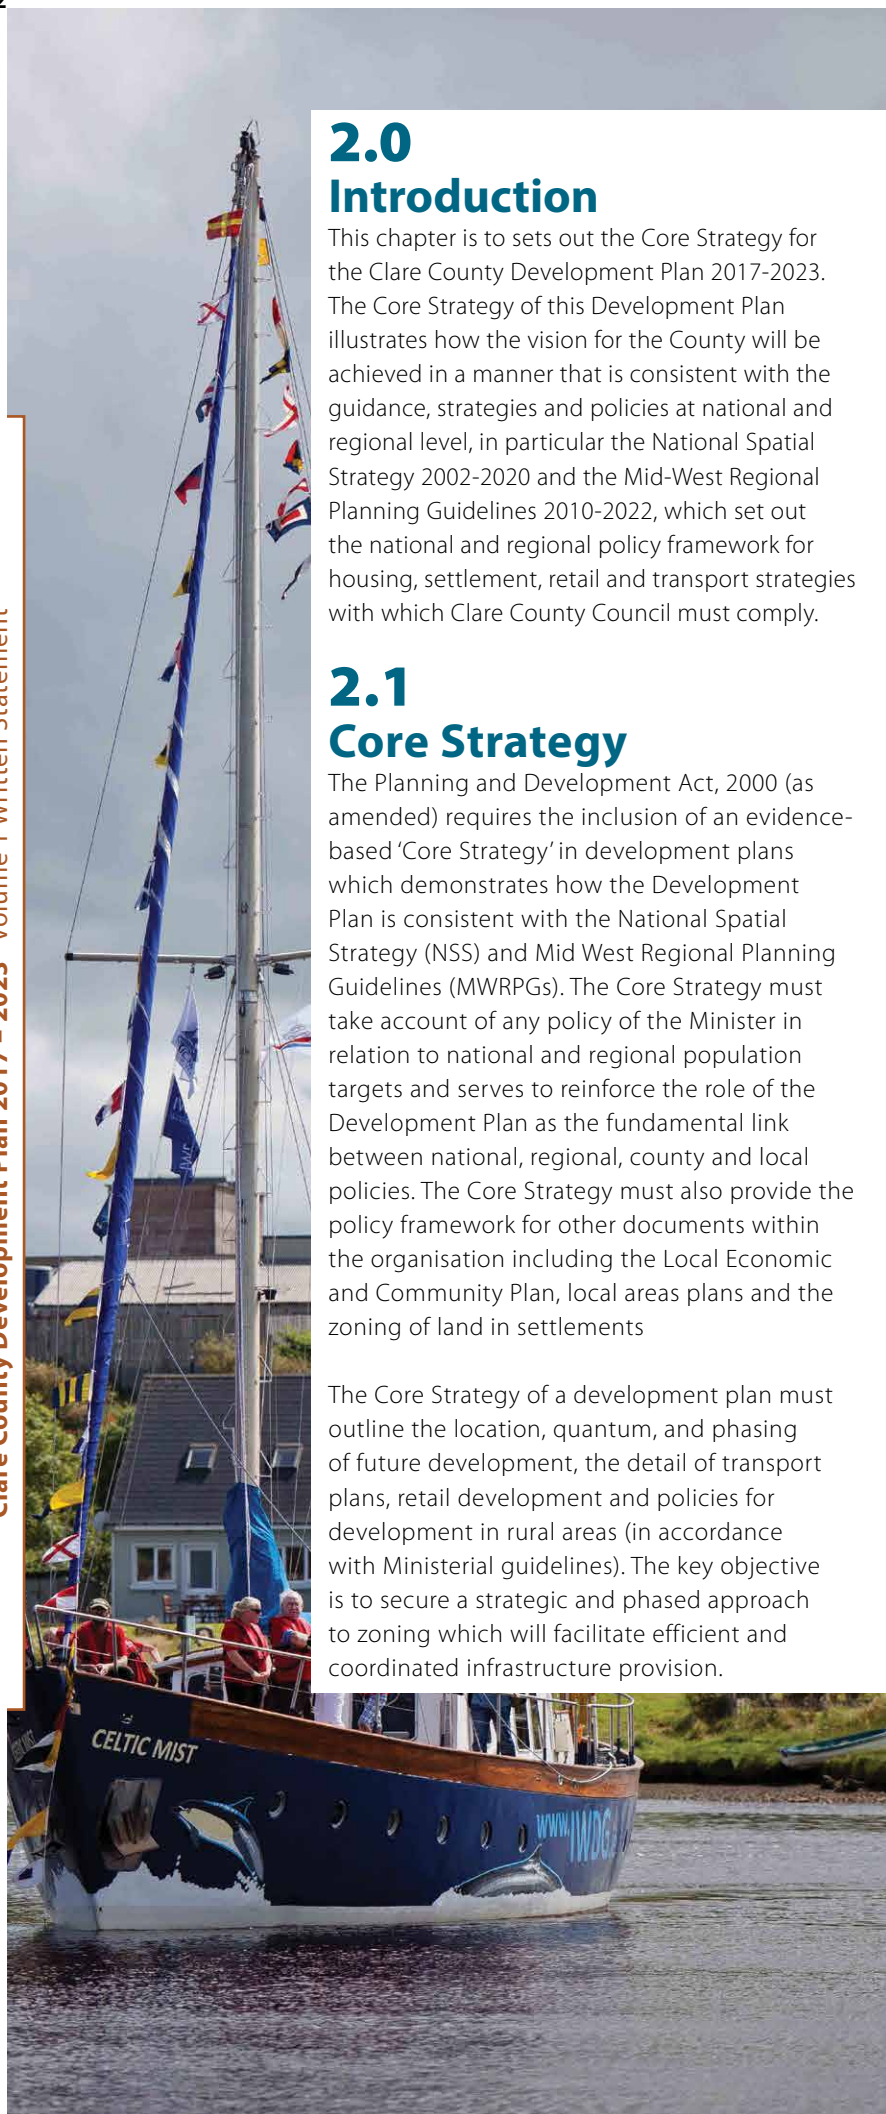 2.0
Introduction
This chapter is to sets out the Core Strategy for
the Clare County Development Plan 2017-2023.
The Core Strategy of this Development Plan
illustrates how the vision for the County will be
achieved in a manner that is consistent with the
guidance, strategies and policies at national and
regional level, in particular the National Spatial
Strategy 2002-2020 and the Mid-West Regional
Planning Guidelines 2010-2022, which set out
the national and regional policy framework for
housing, settlement, retail and transport strategies
with which Clare County Council must comply.
2.1
Core Strategy
The Planning and Development Act, 2000 (as
amended) requires the inclusion of an evidence-
based ‘Core Strategy’ in development plans
which demonstrates how the Development
Plan is consistent with the National Spatial
Strategy (NSS) and Mid West Regional Planning
Guidelines (MWRPGs). The Core Strategy must
take account of any policy of the Minister in
relation to national and regional population
targets and serves to reinforce the role of the
Development Plan as the fundamental link
between national, regional, county and local
policies. The Core Strategy must also provide the
policy framework for other documents within
the organisation including the Local Economic
and Community Plan, local areas plans and the
zoning of land in settlements
The Core Strategy of a development plan must
outline the location, quantum, and phasing
of future development, the detail of transport
plans, retail development and policies for
development in rural areas (in accordance
with Ministerial guidelines). The key objective
is to secure a strategic and phased approach
to zoning which will facilitate efficient and
coordinated infrastructure provision.
Clare County Development Plan 2017 – 2023 Volume 1 Written Statement
CELTIC MIST
www.IWDG